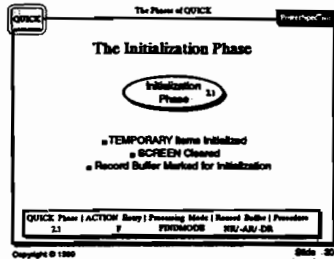 The Phases of QUICK
QUICK
PowerSpec
The Initialization Phase
Initialization
Phase
2.1
TEMPORARY Items Initialized
SCREEN Cleared
Record Buffer Marked for Initialization
QUICK Phase | ACTION Entry | Processing Mode | Record Buffer | Procedure
2.1 F FINDMODE NR/-AR/-DR
Copyright © 1990
Slide 20